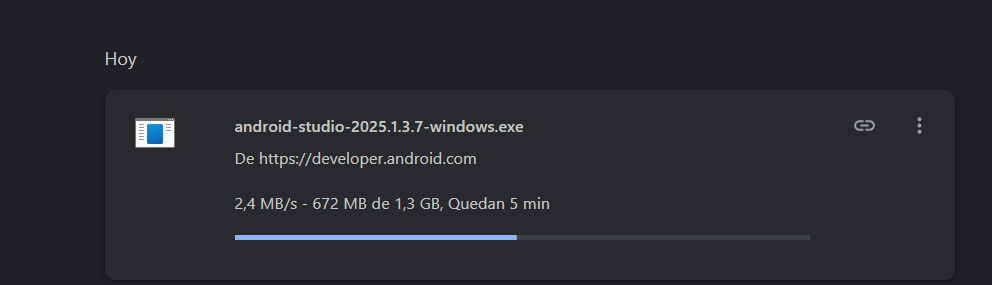 Hoy
android-studio-2025.1.3.7-windows.exe
De https://developer.android.com
2,4 MB/s - 672 MB de 1,3 GB, Quedan 5 min